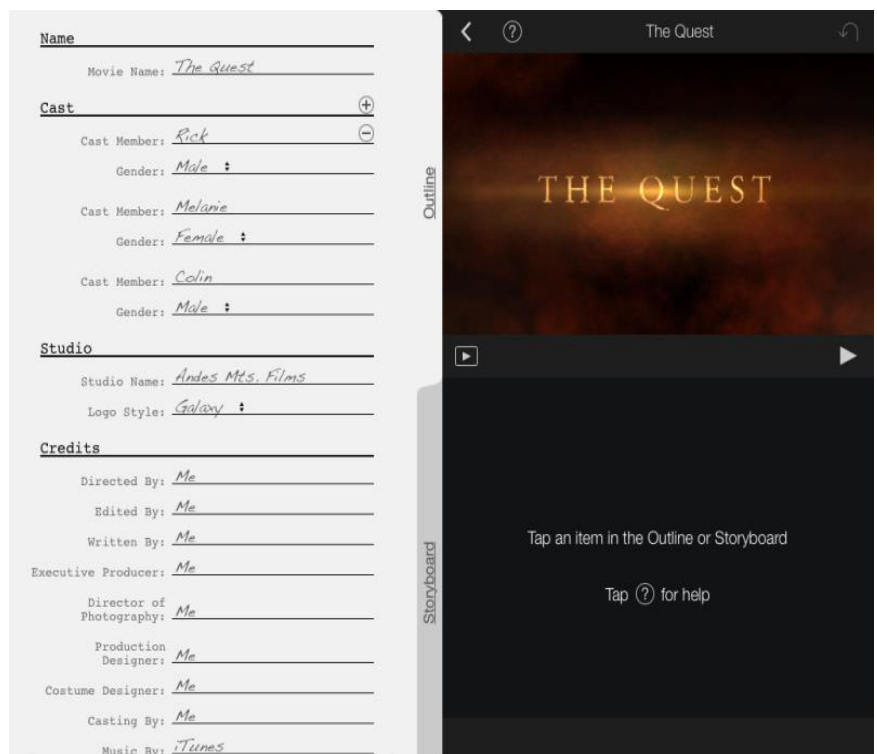 Name
Movie Name: The Quest
Cast
Cast Member: Rick
Gender: Male
Cast Member: Melanie
Gender: Female
Cast Member: Colin
Gender: Male
Studio
Studio Name: Andes Mts. Films
Logo Style: Galaxy
Credits
Directed By: Me
Edited By: Me
Written By: Me
Executive Producer: Me
Director of
Photography: Me
Production
Designer: Me
Costume Designer: Me
Casting By: Me
Music By: iTunes
Outline
Storyboard
? The Quest
THE QUEST
Tap an item in the Outline or Storyboard
Tap ? for help